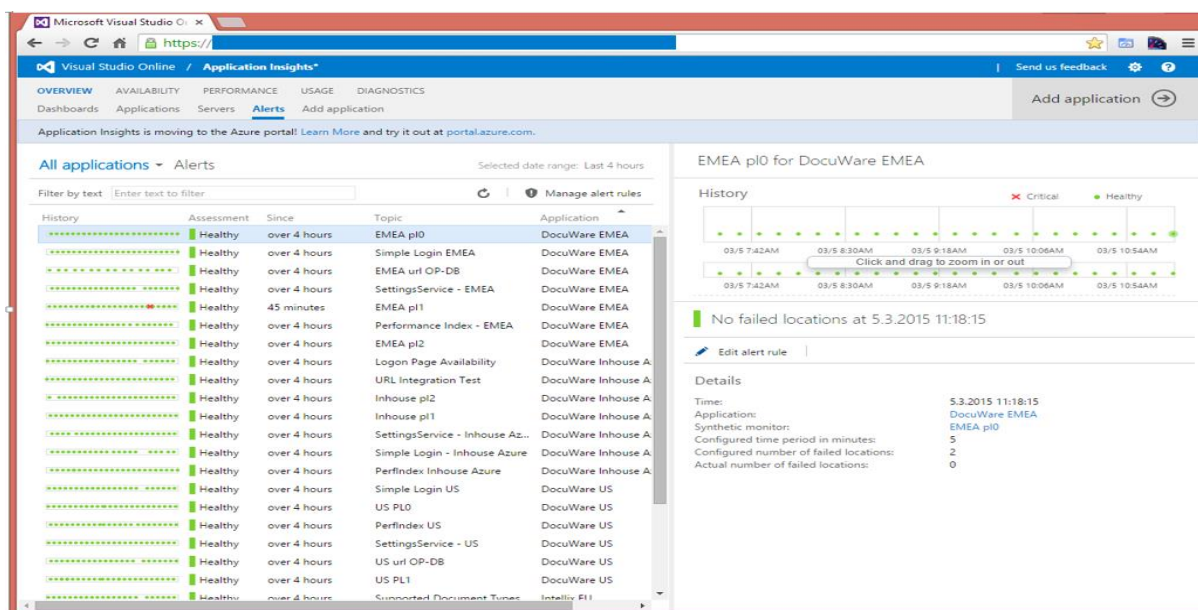 Microsoft Visual Studio O
https://
Visual Studio Online / Application Insights*
Send us feedback
OVERVIEW AVAILABILITY PERFORMANCE USAGE DIAGNOSTICS
Dashboards Applications Servers Alerts Add application
Add application
Application Insights is moving to the Azure portal! Learn More and try it out at portal.azure.com.
All applications Alerts
Selected date range: Last 4 hours
Filter by text Enter text to filter
Manage alert rules
History Assessment Since Topic Application
Healthy over 4 hours EMEA pl0 DocuWare EMEA
Healthy over 4 hours Simple Login EMEA DocuWare EMEA
Healthy over 4 hours EMEA url OP-DB DocuWare EMEA
Healthy over 4 hours SettingsService - EMEA DocuWare EMEA
Healthy 45 minutes EMEA pl1 DocuWare EMEA
Healthy over 4 hours Performance Index - EMEA DocuWare EMEA
Healthy over 4 hours EMEA pl2 DocuWare EMEA
Healthy over 4 hours Logon Page Availability DocuWare Inhouse A
Healthy over 4 hours URL Integration Test DocuWare Inhouse A
Healthy over 4 hours Inhouse pl2 DocuWare Inhouse A
Healthy over 4 hours Inhouse pl1 DocuWare Inhouse A
Healthy over 4 hours SettingsService - Inhouse Az... DocuWare Inhouse A
Healthy over 4 hours Simple Login - Inhouse Azure DocuWare Inhouse A
Healthy over 4 hours PerfIndex Inhouse Azure DocuWare Inhouse A
Healthy over 4 hours Simple Login US DocuWare US
Healthy over 4 hours US PL0 DocuWare US
Healthy over 4 hours PerfIndex US DocuWare US
Healthy over 4 hours SettingsService - US DocuWare US
Healthy over 4 hours US url OP-DB DocuWare US
Healthy over 4 hours US PL1 DocuWare US
Healthy over 4 hours Supported Document Types Intellix EU
EMEA pl0 for DocuWare EMEA
History
Critical Healthy
03/5 7:42AM 03/5 8:30AM 03/5 9:18AM 03/5 10:06AM 03/5 10:54AM
Click and drag to zoom in or out
03/5 7:42AM 03/5 8:30AM 03/5 9:18AM 03/5 10:06AM 03/5 10:54AM
No failed locations at 5.3.2015 11:18:15
Edit alert rule
Details
Time: 5.3.2015 11:18:15
Application: DocuWare EMEA
Synthetic monitor: EMEA pl0
Configured time period in minutes: 5
Configured number of failed locations: 2
Actual number of failed locations: 0